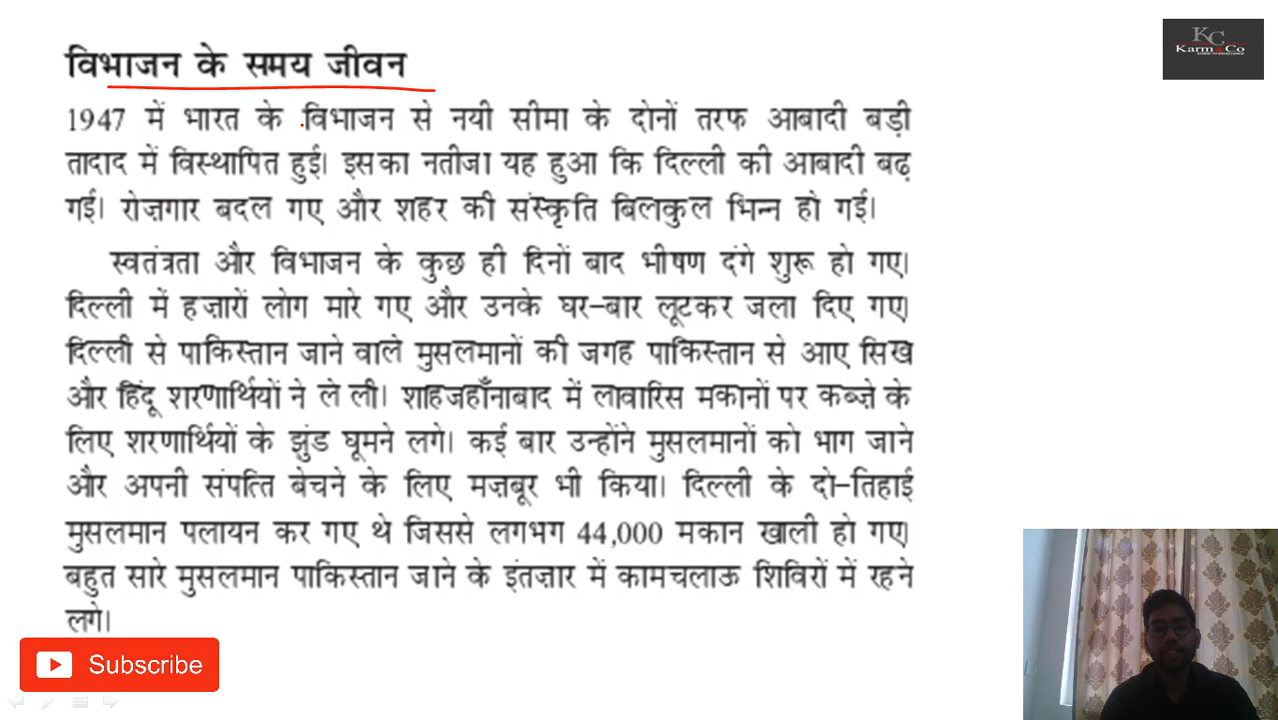 विभाजन के समय जीवन
KC
Karm&Co
1947 में भारत के विभाजन से नयी सीमा के दोनों तरफ आबादी बड़ी
तादाद में विस्थापित हुई। इसका नतीजा यह हुआ कि दिल्ली की आबादी बढ़
गई। रोज़गार बदल गए और शहर की संस्कृति बिलकुल भिन्न हो गई।
स्वतंत्रता और विभाजन के कुछ ही दिनों बाद भीषण दंगे शुरू हो गए।
दिल्ली में हज़ारों लोग मारे गए और उनके घर-बार लूटकर जला दिए गए।
दिल्ली से पाकिस्तान जाने वाले मुसलमानों की जगह पाकिस्तान से आए सिख
और हिंदू शरणार्थियों ने ले ली। शाहजहाँनाबाद में लावारिस मकानों पर कब्ज़े के
लिए शरणार्थियों के झुंड घूमने लगे। कई बार उन्होंने मुसलमानों को भाग जाने
और अपनी संपत्ति बेचने के लिए मज़बूर भी किया। दिल्ली के दो-तिहाई
मुसलमान पलायन कर गए थे जिससे लगभग 44,000 मकान खाली हो गए।
बहुत सारे मुसलमान पाकिस्तान जाने के इंतज़ार में कामचलाऊ शिविरों में रहने
लगे।
Subscribe